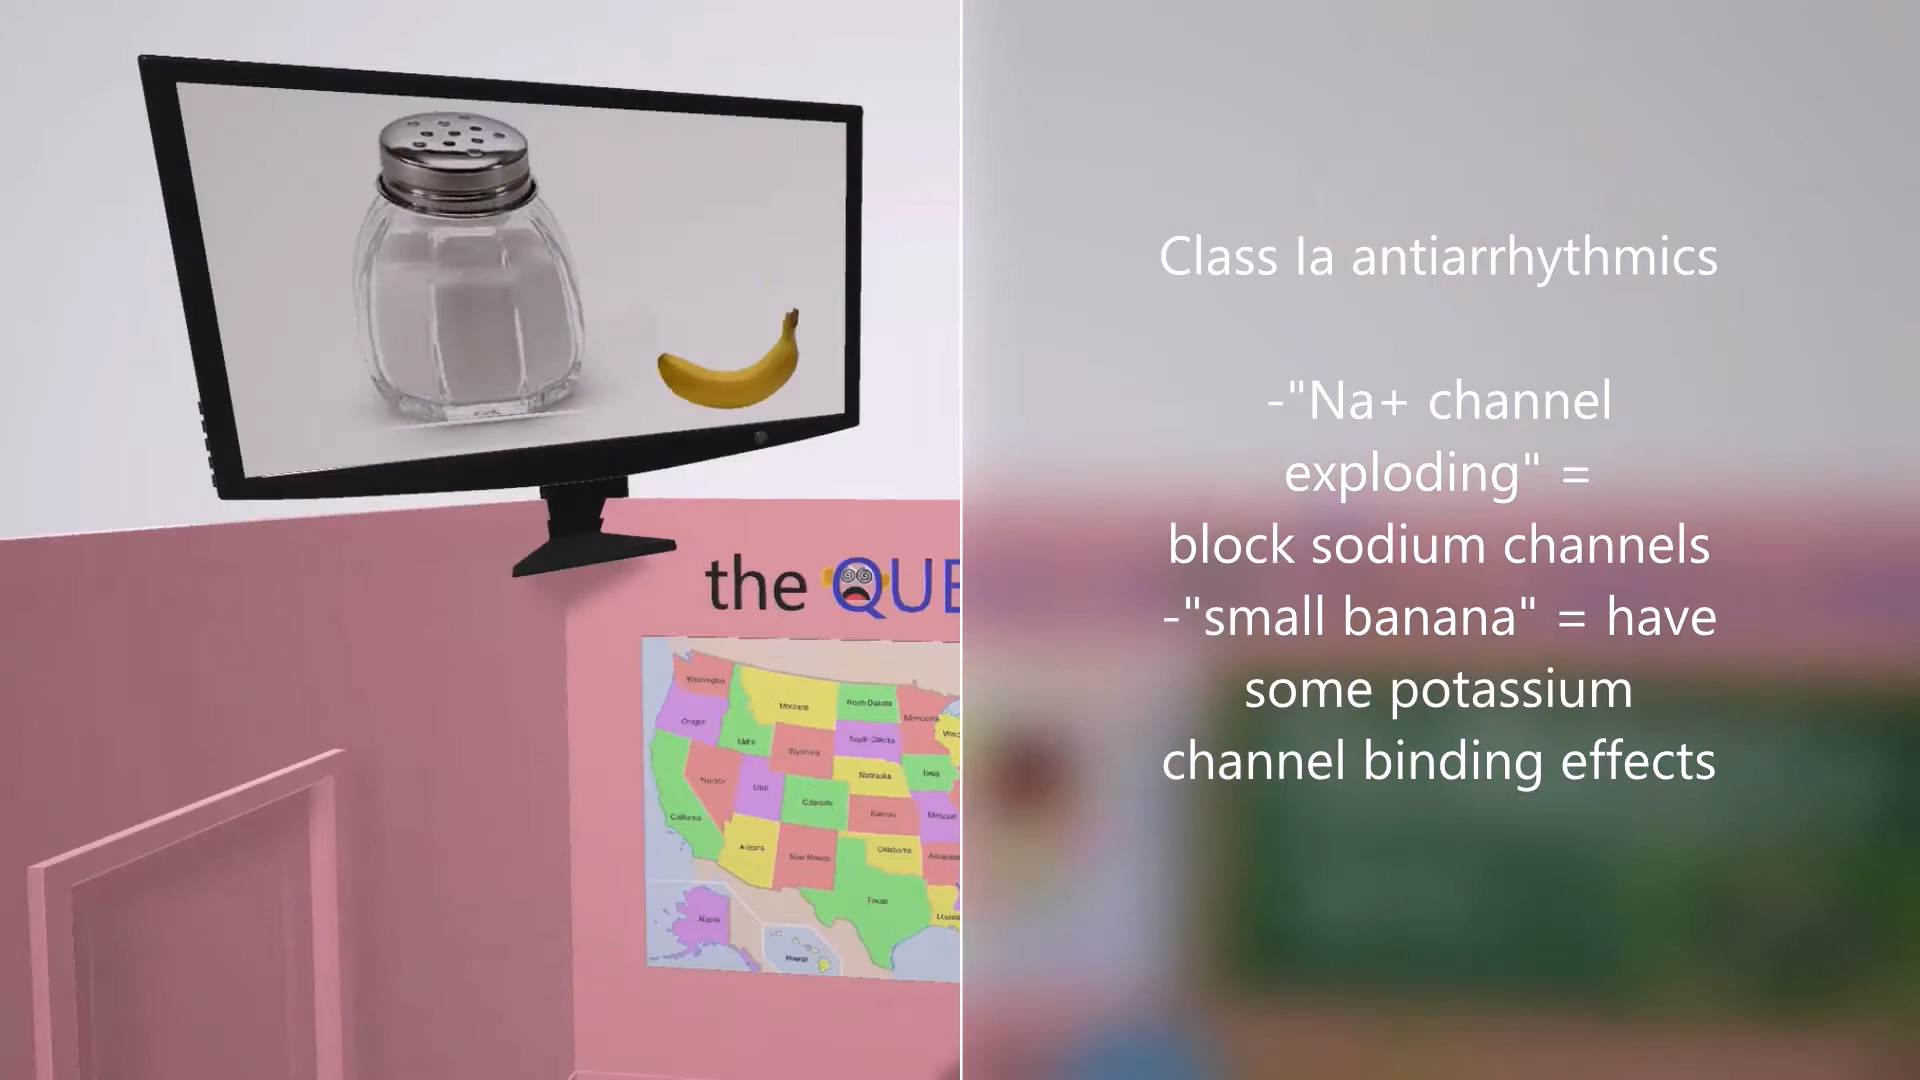 the QUE
Washington
Oregon
California
Nevada
Idaho
Utah
Arizona
Montana
Wyoming
Colorado
New Mexico
North Dakota
South Dakota
Nebraska
Kansas
Oklahoma
Texas
Minnesota
Iowa
Alaska
Hawaii
Class Ia antiarrhythmics
-"Na+ channel
exploding" =
block sodium channels
-"small banana" = have
some potassium
channel binding effects